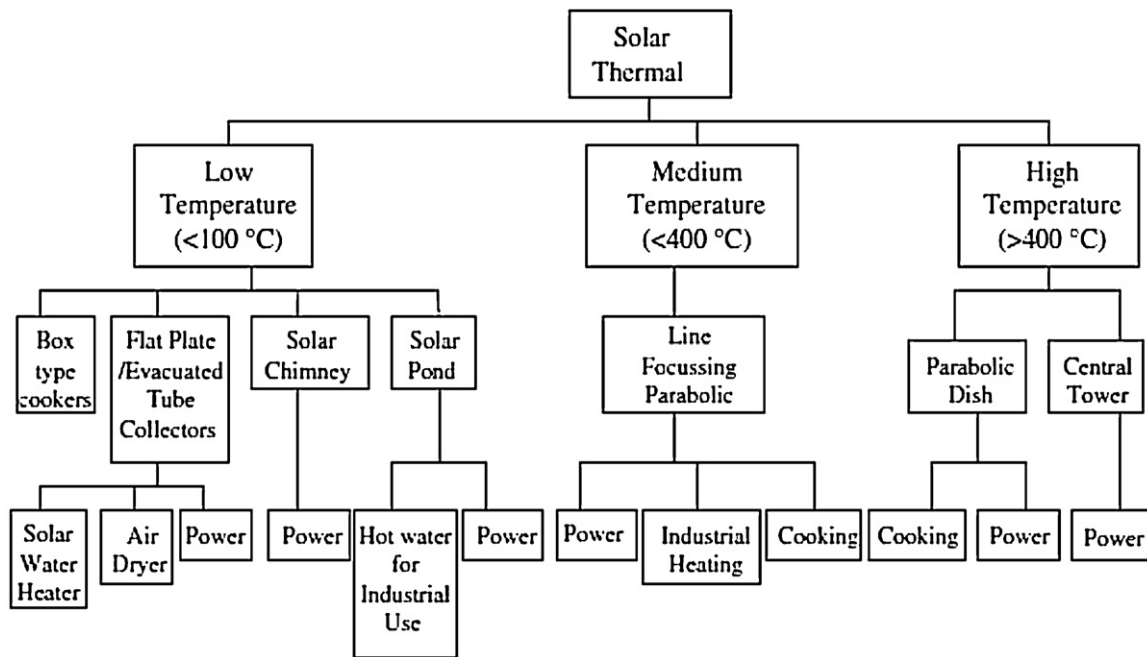 Solar
Thermal
Low
Temperature
(<100 °C)
Medium
Temperature
(<400 °C)
High
Temperature
(>400 °C)
Box
type
cookers
Flat Plate
/Evacuated
Tube
Collectors
Solar
Chimney
Solar
Pond
Line
Focussing
Parabolic
Parabolic
Dish
Central
Tower
Solar
Water
Heater
Air
Dryer
Power
Power
Hot water
for
Industrial
Use
Power
Power
Industrial
Heating
Cooking
Cooking
Power
Power